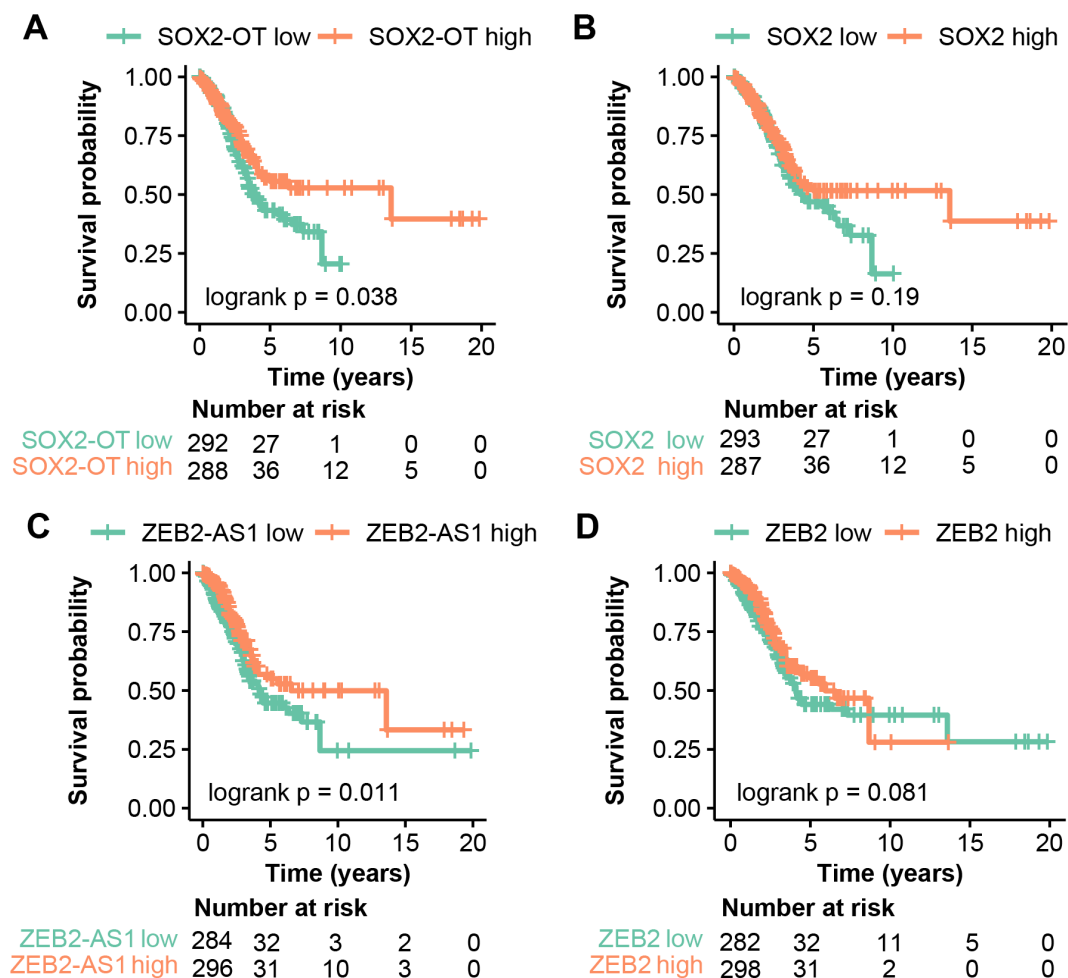 A
SOX2-OT low SOX2-OT high
Survival probability
1.00
0.75
0.50
0.25
0.00
logrank p = 0.038
0 5 10 15 20
Time (years)
Number at risk
SOX2-OT low 292 27 1 0 0
SOX2-OT high 288 36 12 5 0
B
SOX2 low SOX2 high
Survival probability
1.00
0.75
0.50
0.25
0.00
logrank p = 0.19
0 5 10 15 20
Time (years)
Number at risk
SOX2 low 293 27 1 0 0
SOX2 high 287 36 12 5 0
C
ZEB2-AS1 low ZEB2-AS1 high
Survival probability
1.00
0.75
0.50
0.25
0.00
logrank p = 0.011
0 5 10 15 20
Time (years)
Number at risk
ZEB2-AS1 low 284 32 3 2 0
ZEB2-AS1 high 296 31 10 3 0
D
ZEB2 low ZEB2 high
Survival probability
1.00
0.75
0.50
0.25
0.00
logrank p = 0.081
0 5 10 15 20
Time (years)
Number at risk
ZEB2 low 282 32 11 5 0
ZEB2 high 298 31 2 0 0